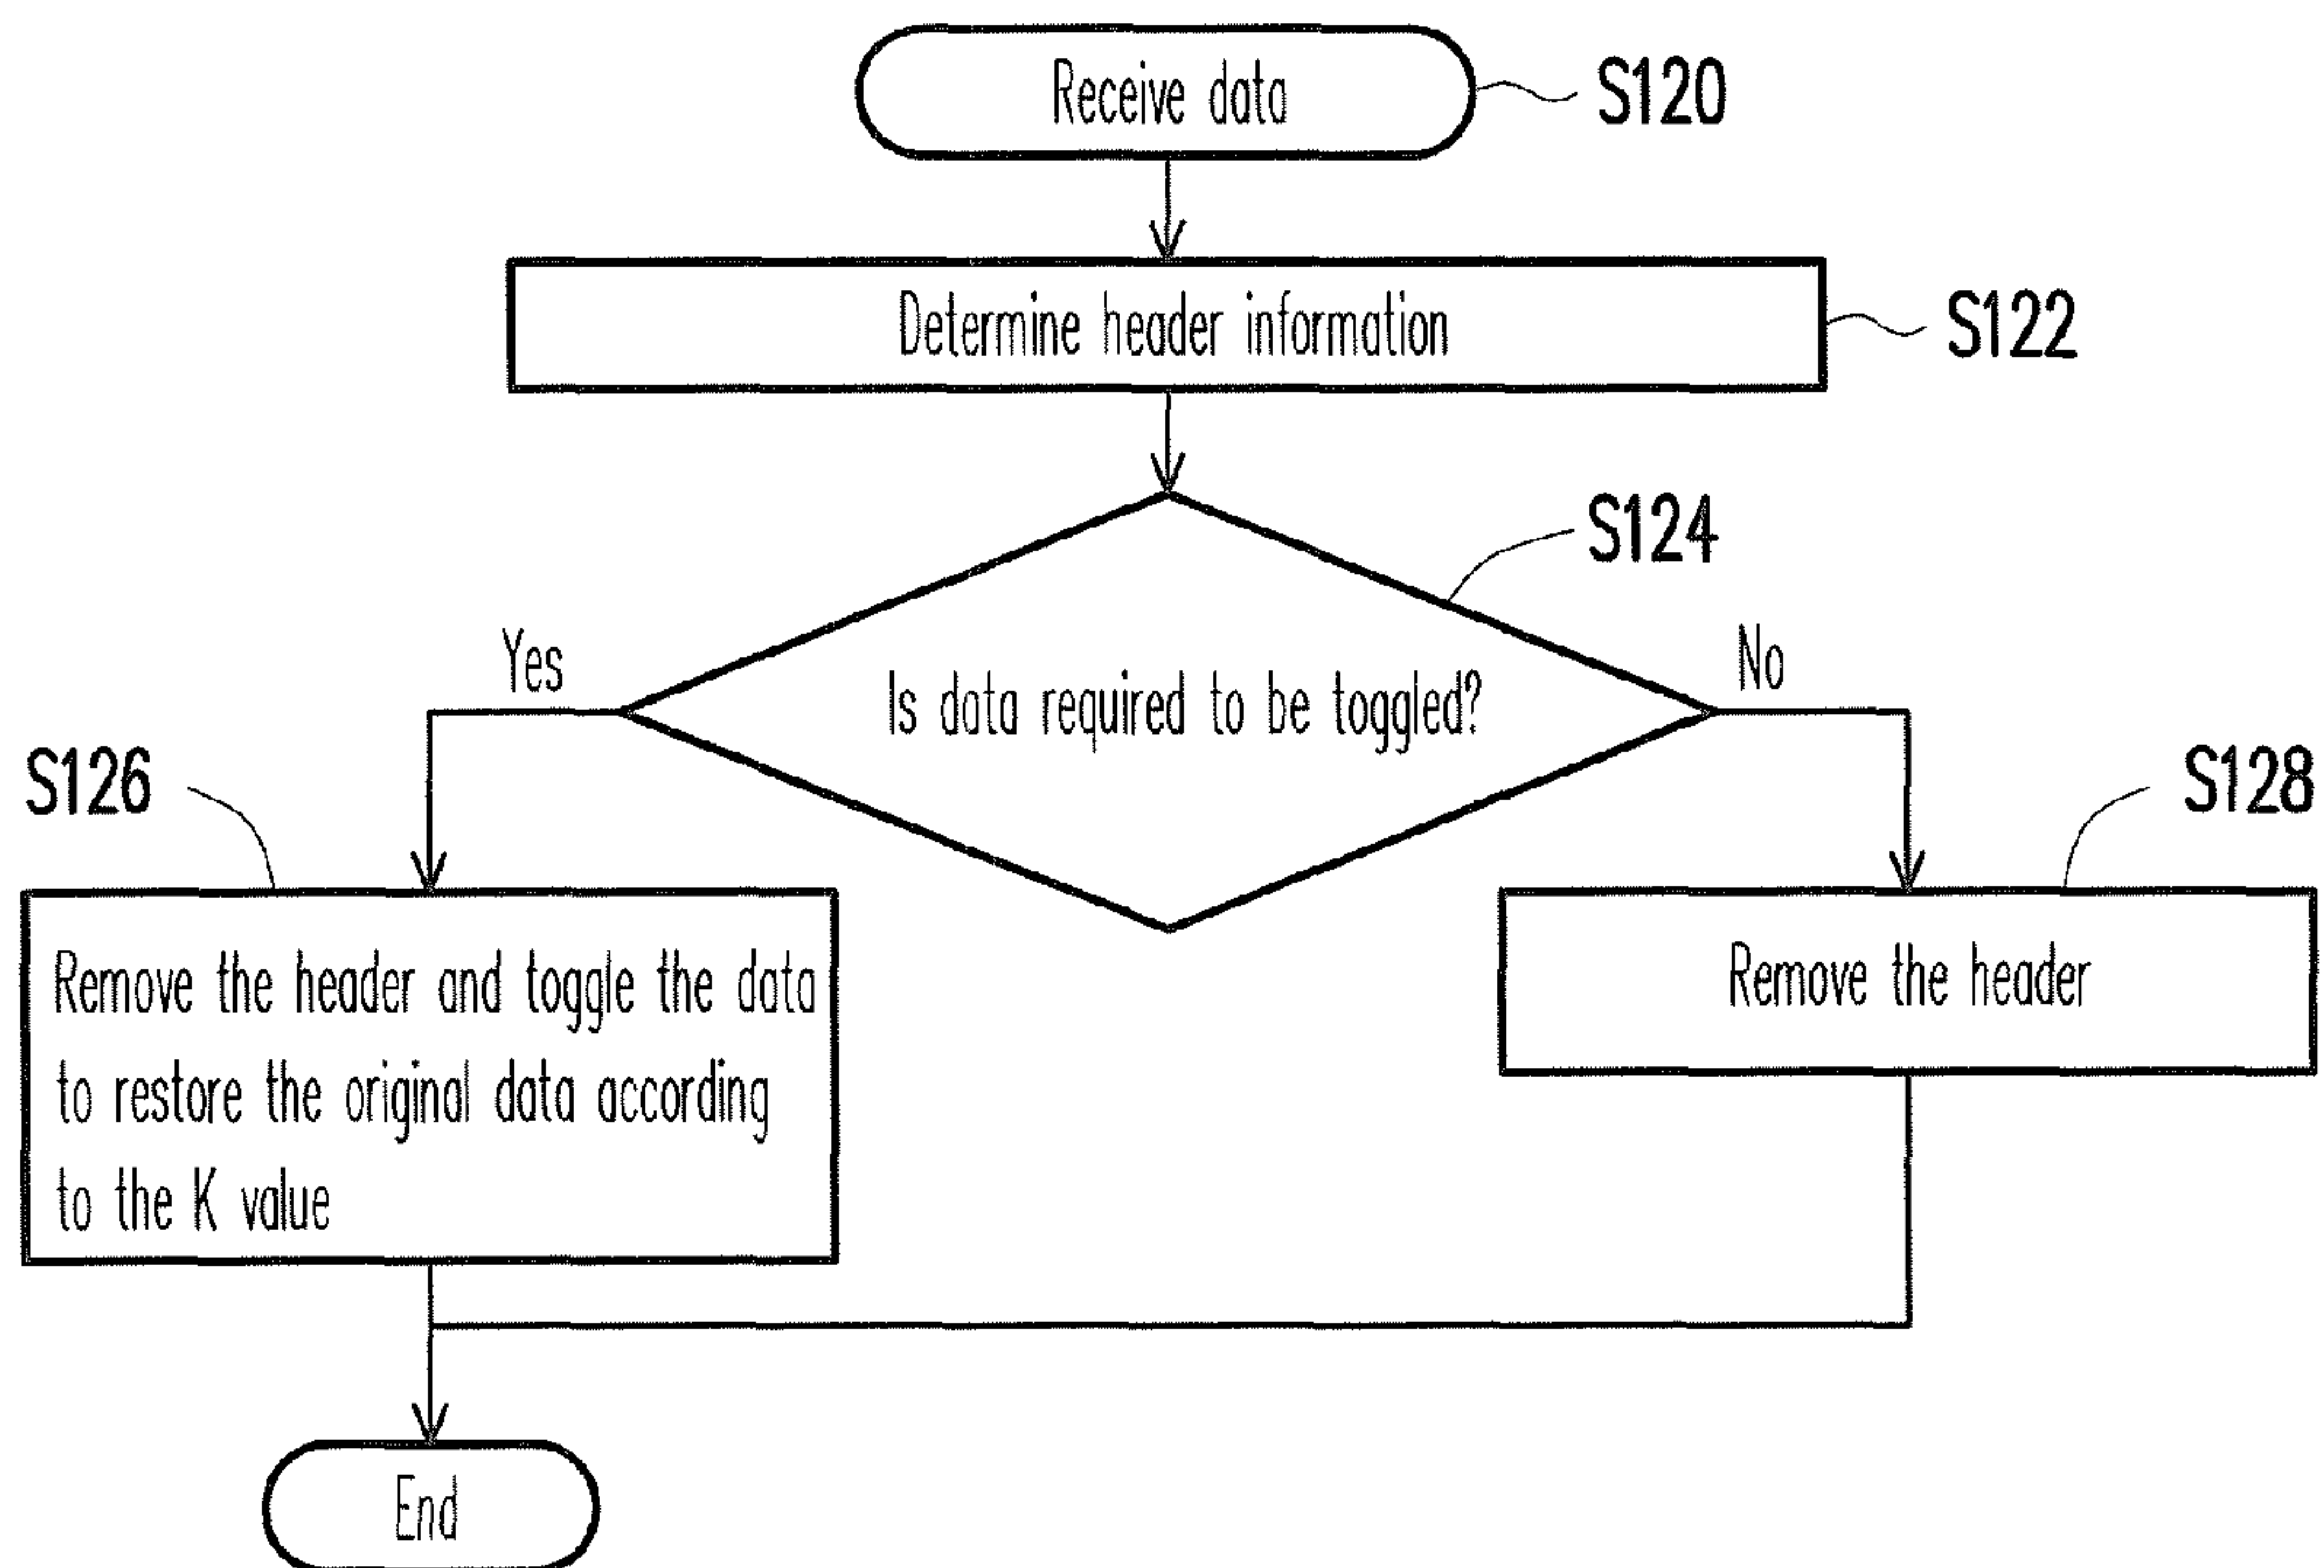 Receive data
S120
Determine header information
S122
S124
Is data required to be toggled?
Yes
No
S126
S128
Remove the header and toggle the data
to restore the original data according
to the K value
Remove the header
End